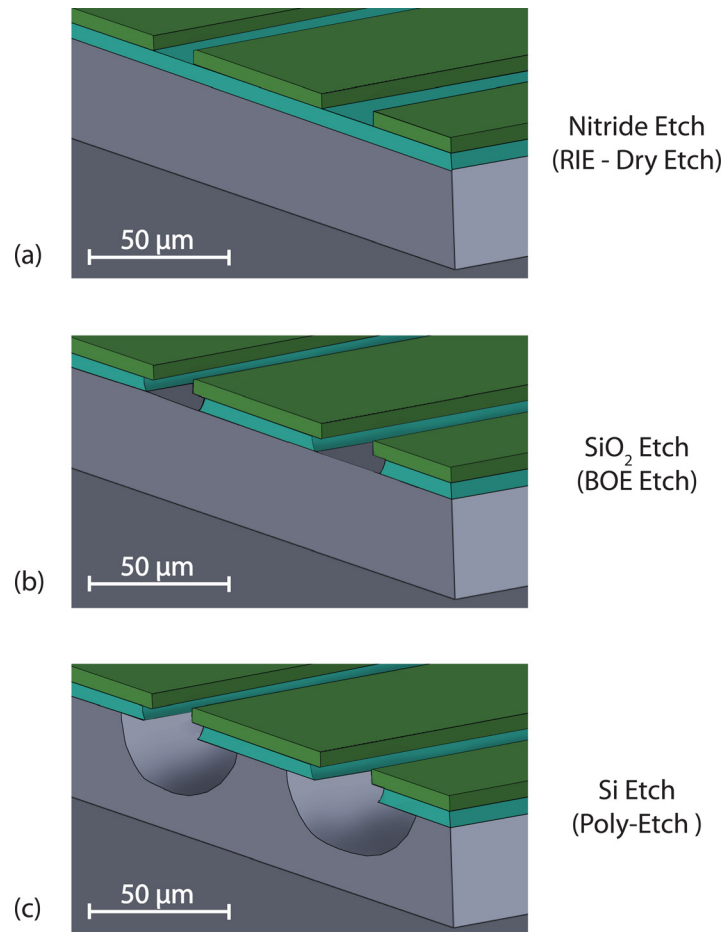 Nitride Etch
(RIE - Dry Etch)
(a)
50 µm
SiO₂ Etch
(BOE Etch)
(b)
50 µm
Si Etch
(Poly-Etch )
(c)
50 µm